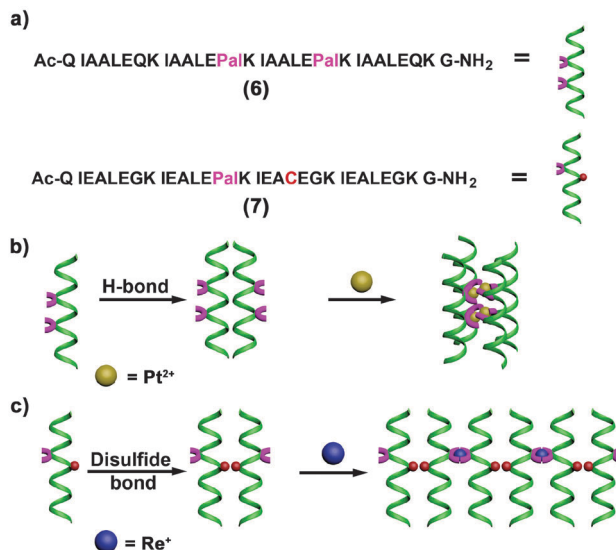 a)
Ac-Q IAALEQK IAALEPalK IAALEPalK IAALEQK G-NH₂ =
(6)
Ac-Q IEALEGK IEALEPalK IEACEGK IEALEGK G-NH₂ =
(7)
b)
H-bond
= Pt²⁺
c)
Disulfide
bond
= Re⁺